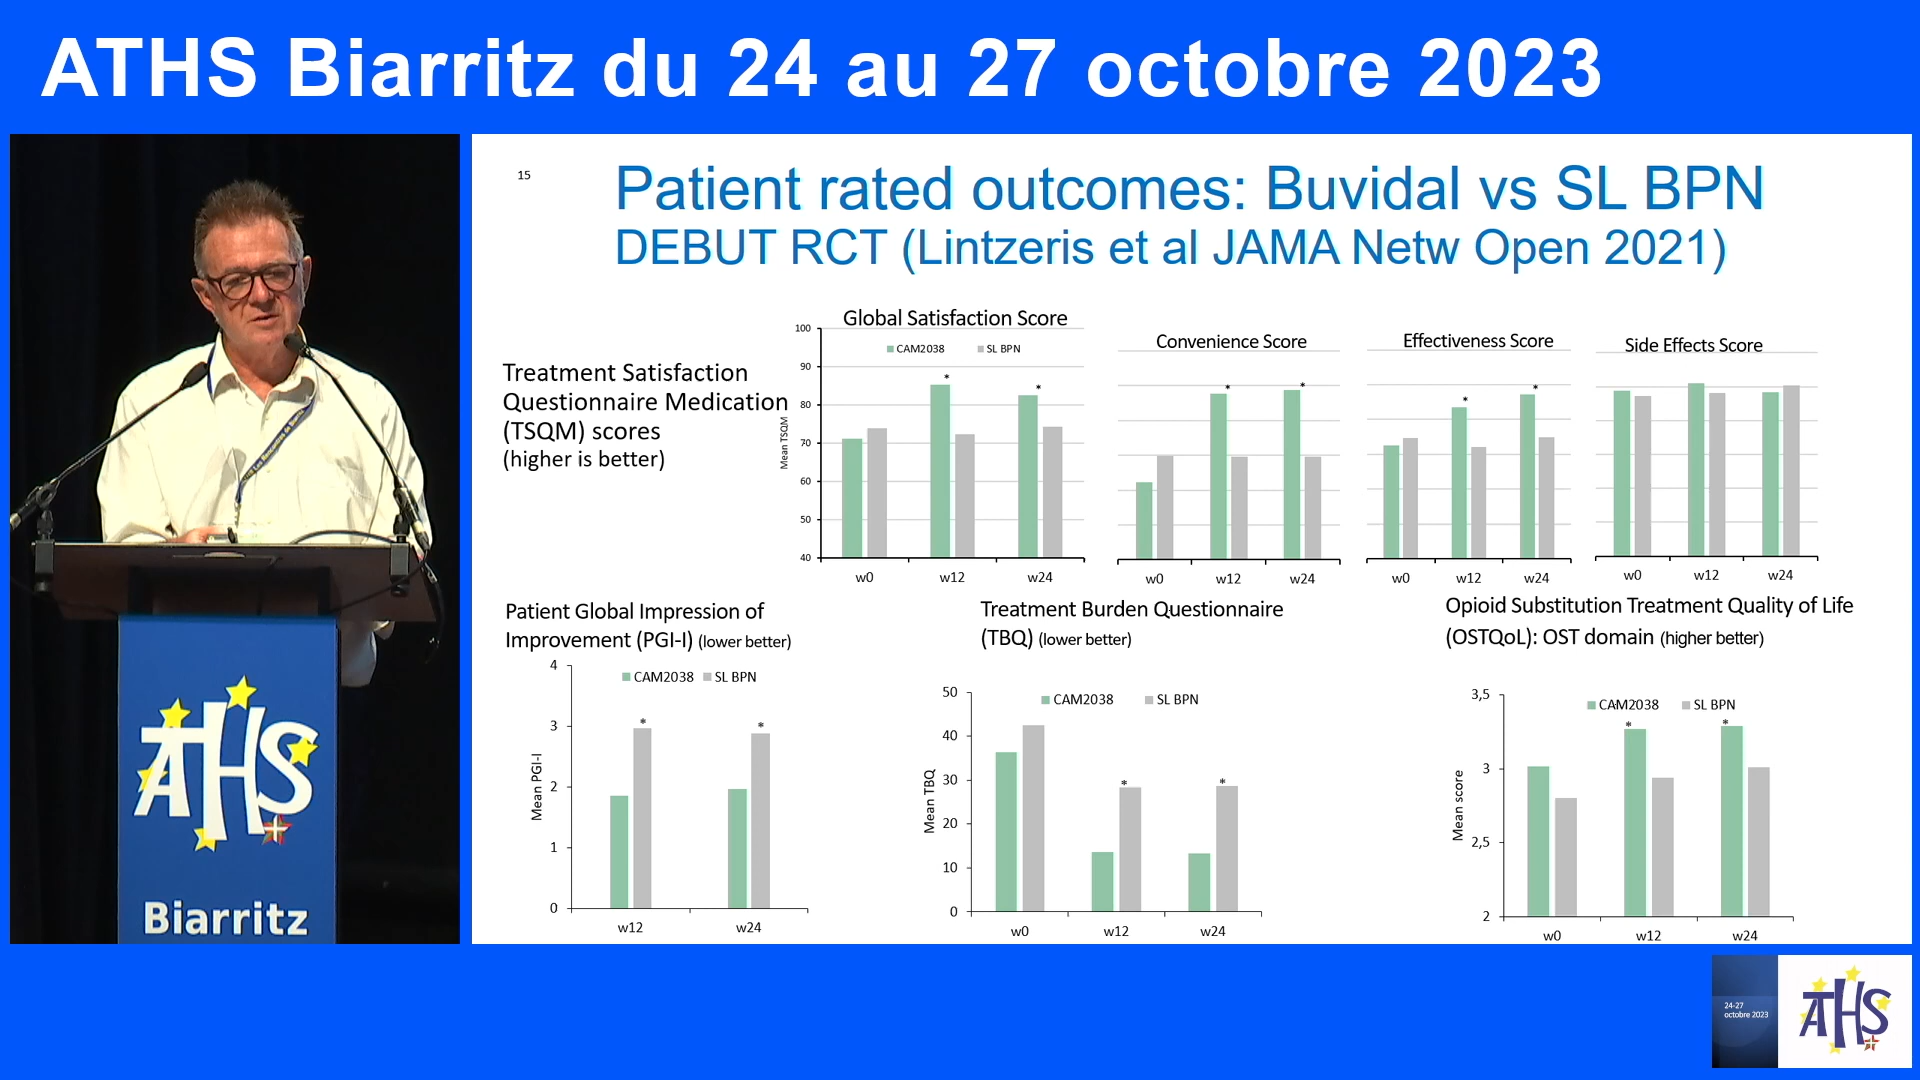 ATHS Biarritz du 24 au 27 octobre 2023
15
Patient rated outcomes: Buvidal vs SL BPN
DEBUT RCT (Lintzeris et al JAMA Netw Open 2021)
Treatment Satisfaction
Questionnaire Medication
(TSQM) scores
(higher is better)
Global Satisfaction Score
CAM2038 SL BPN
Mean TSQM
100
90
80
70
60
50
40
* *
w0 w12 w24
Convenience Score
* *
w0 w12 w24
Effectiveness Score
* *
w0 w12 w24
Side Effects Score
w0 w12 w24
Patient Global Impression of
Improvement (PGI-I) (lower better)
CAM2038 SL BPN
Mean PGI-I
4
3
2
1
0
* *
w12 w24
Treatment Burden Questionnaire
(TBQ) (lower better)
CAM2038 SL BPN
Mean TBQ
50
40
30
20
10
0
* *
w0 w12 w24
Opioid Substitution Treatment Quality of Life
(OSTQoL): OST domain (higher better)
CAM2038 SL BPN
Mean score
3,5
3
2,5
2
* *
w0 w12 w24
ATHS
Biarritz
24-27
octobre 2023
ATHS